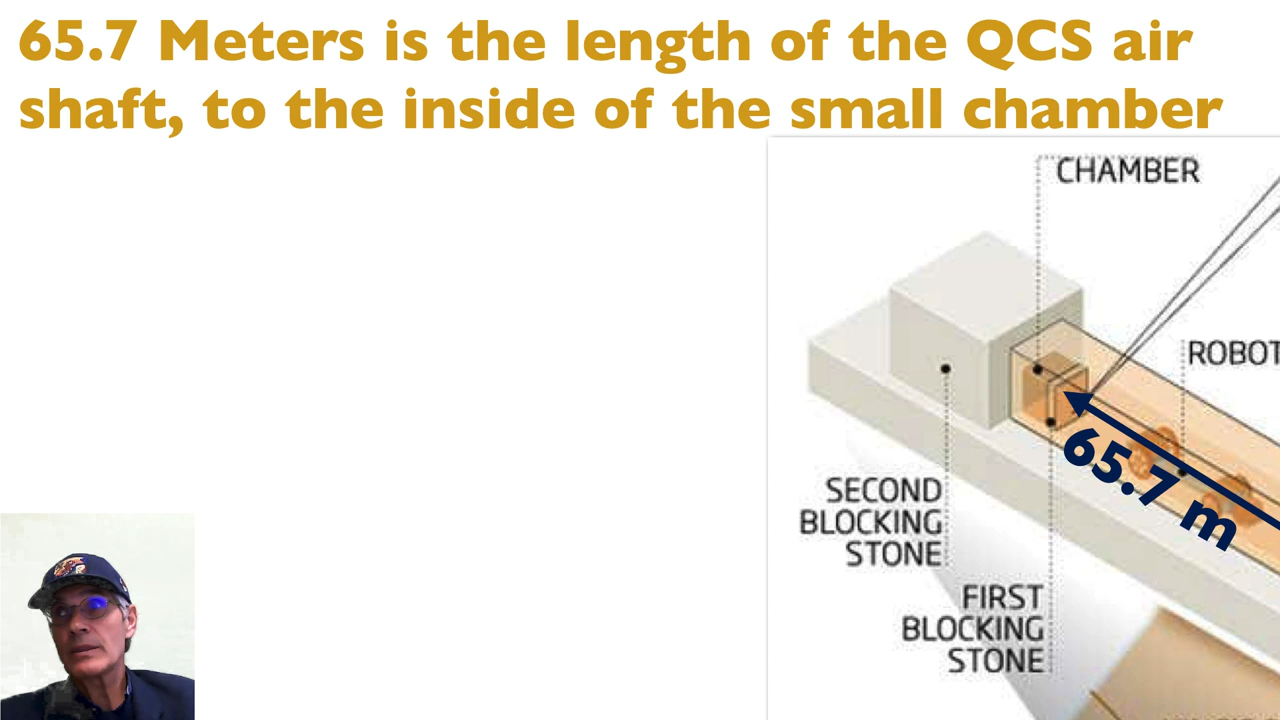 65.7 Meters is the length of the QCS air
shaft, to the inside of the small chamber
CHAMBER
ROBOT
65.7 m
SECOND
BLOCKING
STONE
FIRST
BLOCKING
STONE